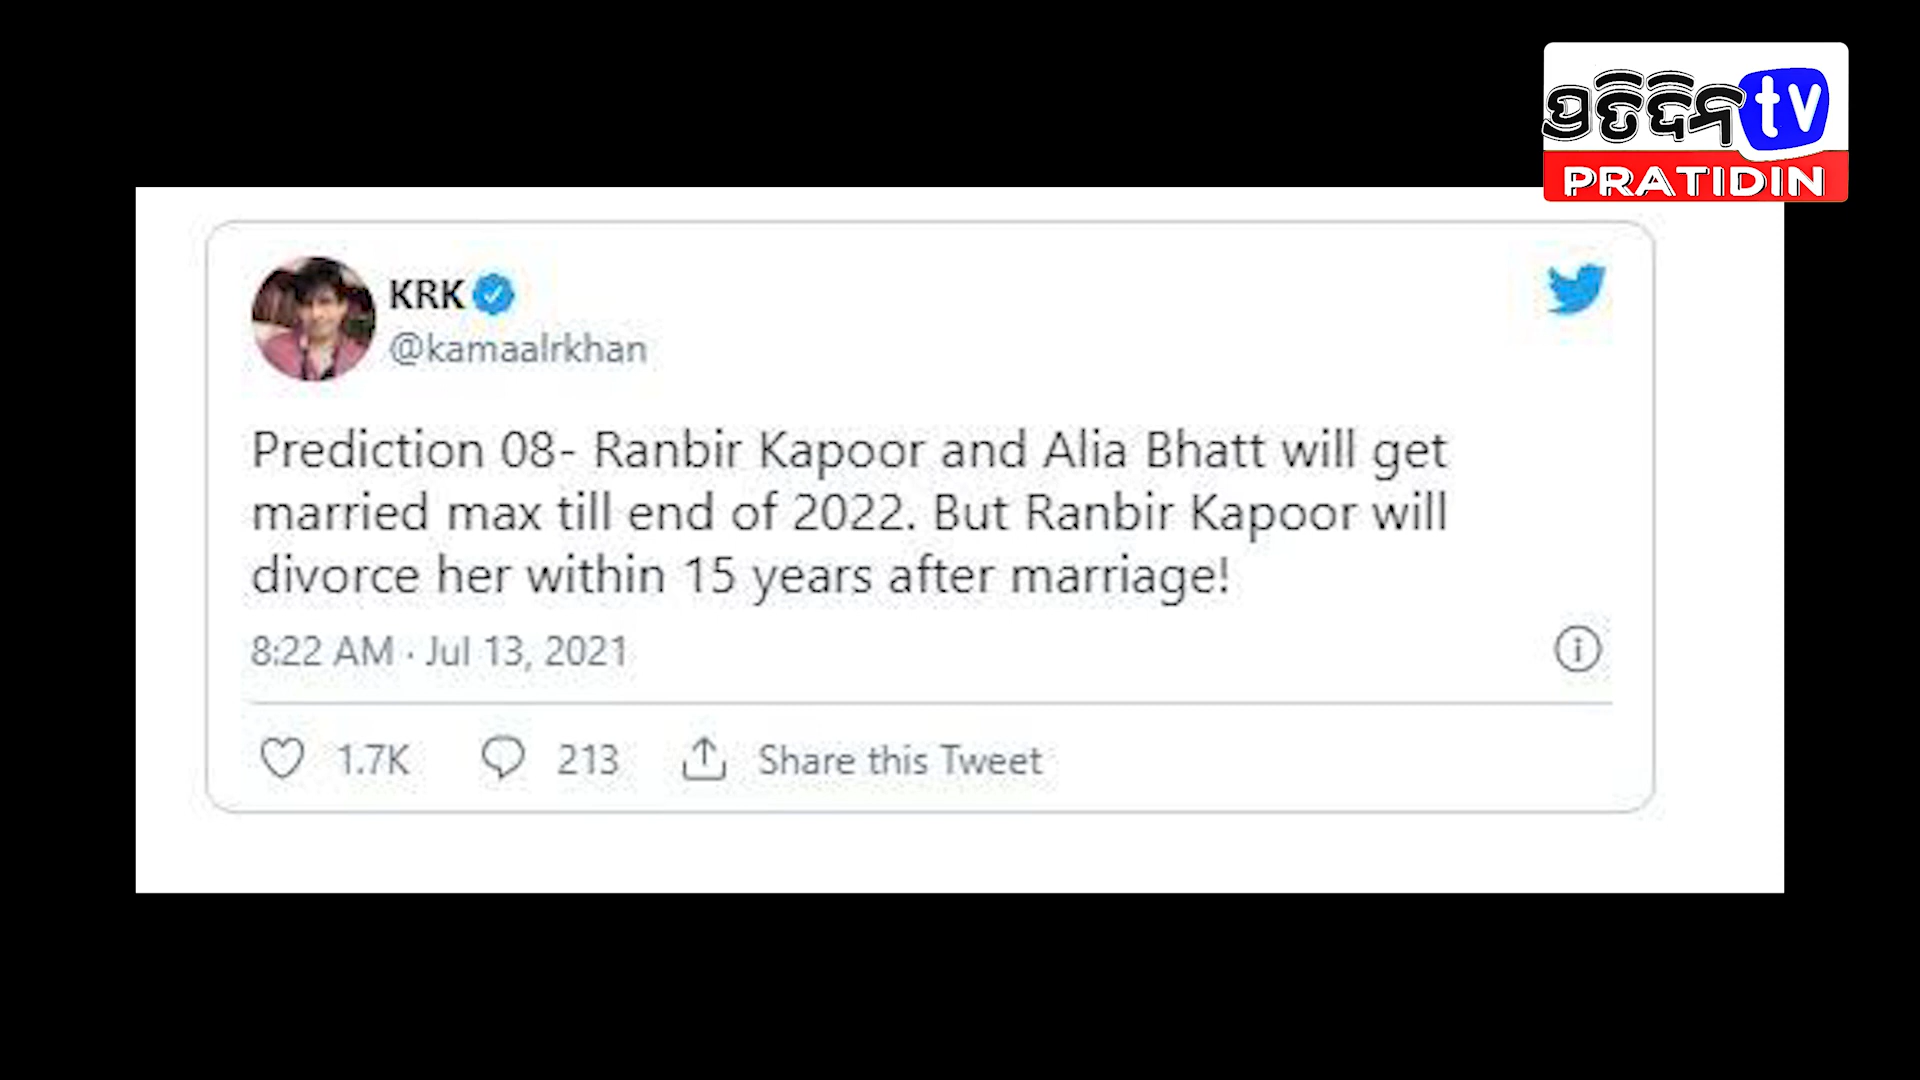 ପ୍ରତିଦିନ tv
PRATIDIN
KRK
@kamaalrkhan
Prediction 08- Ranbir Kapoor and Alia Bhatt will get
married max till end of 2022. But Ranbir Kapoor will
divorce her within 15 years after marriage!
8:22 AM · Jul 13, 2021
1.7K 213 Share this Tweet